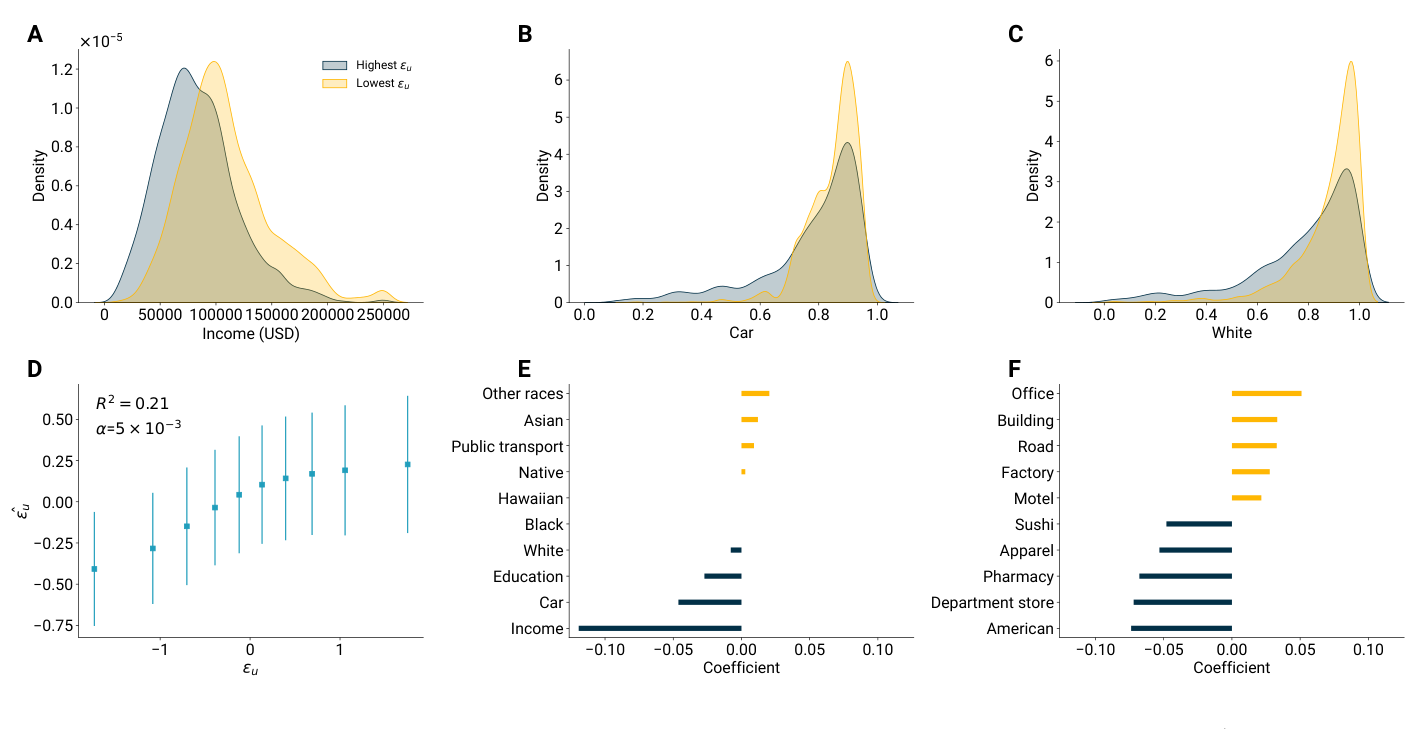 A
×10⁻⁵
Density
1.2
1.0
0.8
0.6
0.4
0.2
0.0
0
50000
100000
150000
200000
250000
Income (USD)
Highest εᵤ
Lowest εᵤ
B
Density
6
5
4
3
2
1
0
0.0
0.2
0.4
0.6
0.8
1.0
Car
C
Density
6
5
4
3
2
1
0
0.0
0.2
0.4
0.6
0.8
1.0
White
D
R² = 0.21
α=5 × 10⁻³
ε̂ᵤ
0.50
0.25
0.00
−0.25
−0.50
−0.75
−1
0
1
εᵤ
E
Other races
Asian
Public transport
Native
Hawaiian
Black
White
Education
Car
Income
−0.10
−0.05
0.00
0.05
0.10
Coefficient
F
Office
Building
Road
Factory
Motel
Sushi
Apparel
Pharmacy
Department store
American
−0.10
−0.05
0.00
0.05
0.10
Coefficient